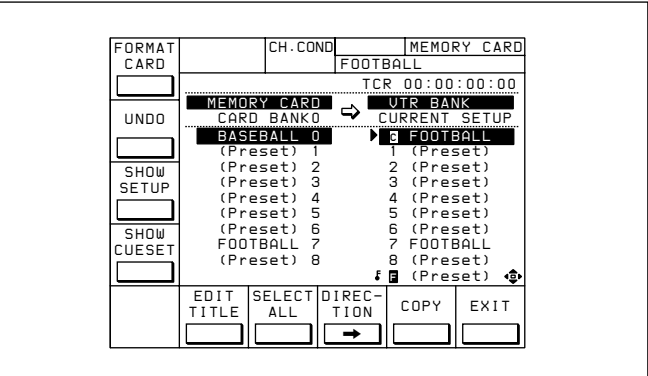 FORMAT CARD
CH.COND
MEMORY CARD
FOOTBALL
TCR 00:00:00:00
MEMORY CARD
VTR BANK
CARD BANK0
CURRENT SETUP
UNDO
BASEBALL 0
C FOOTBALL
(Preset) 1
1 (Preset)
(Preset) 2
2 (Preset)
SHOW SETUP
(Preset) 3
3 (Preset)
(Preset) 4
4 (Preset)
(Preset) 5
5 (Preset)
(Preset) 6
6 (Preset)
SHOW CUESET
FOOTBALL 7
7 FOOTBALL
(Preset) 8
8 (Preset)
F (Preset)
EDIT TITLE
SELECT ALL
DIREC-
TION
COPY
EXIT